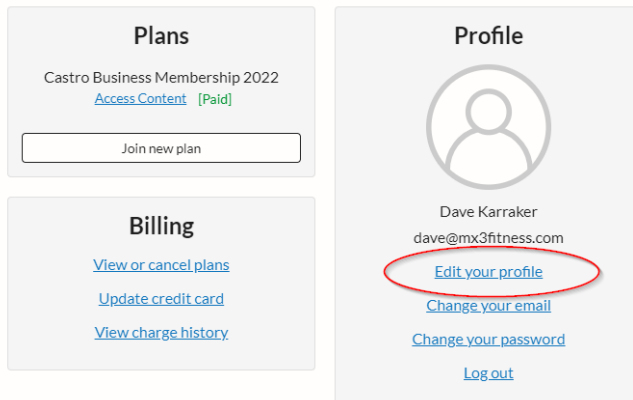 Plans
Castro Business Membership 2022
Access Content [Paid]
Join new plan
Billing
View or cancel plans
Update credit card
View charge history
Profile
Dave Karraker
dave@mx3fitness.com
Edit your profile
Change your email
Change your password
Log out